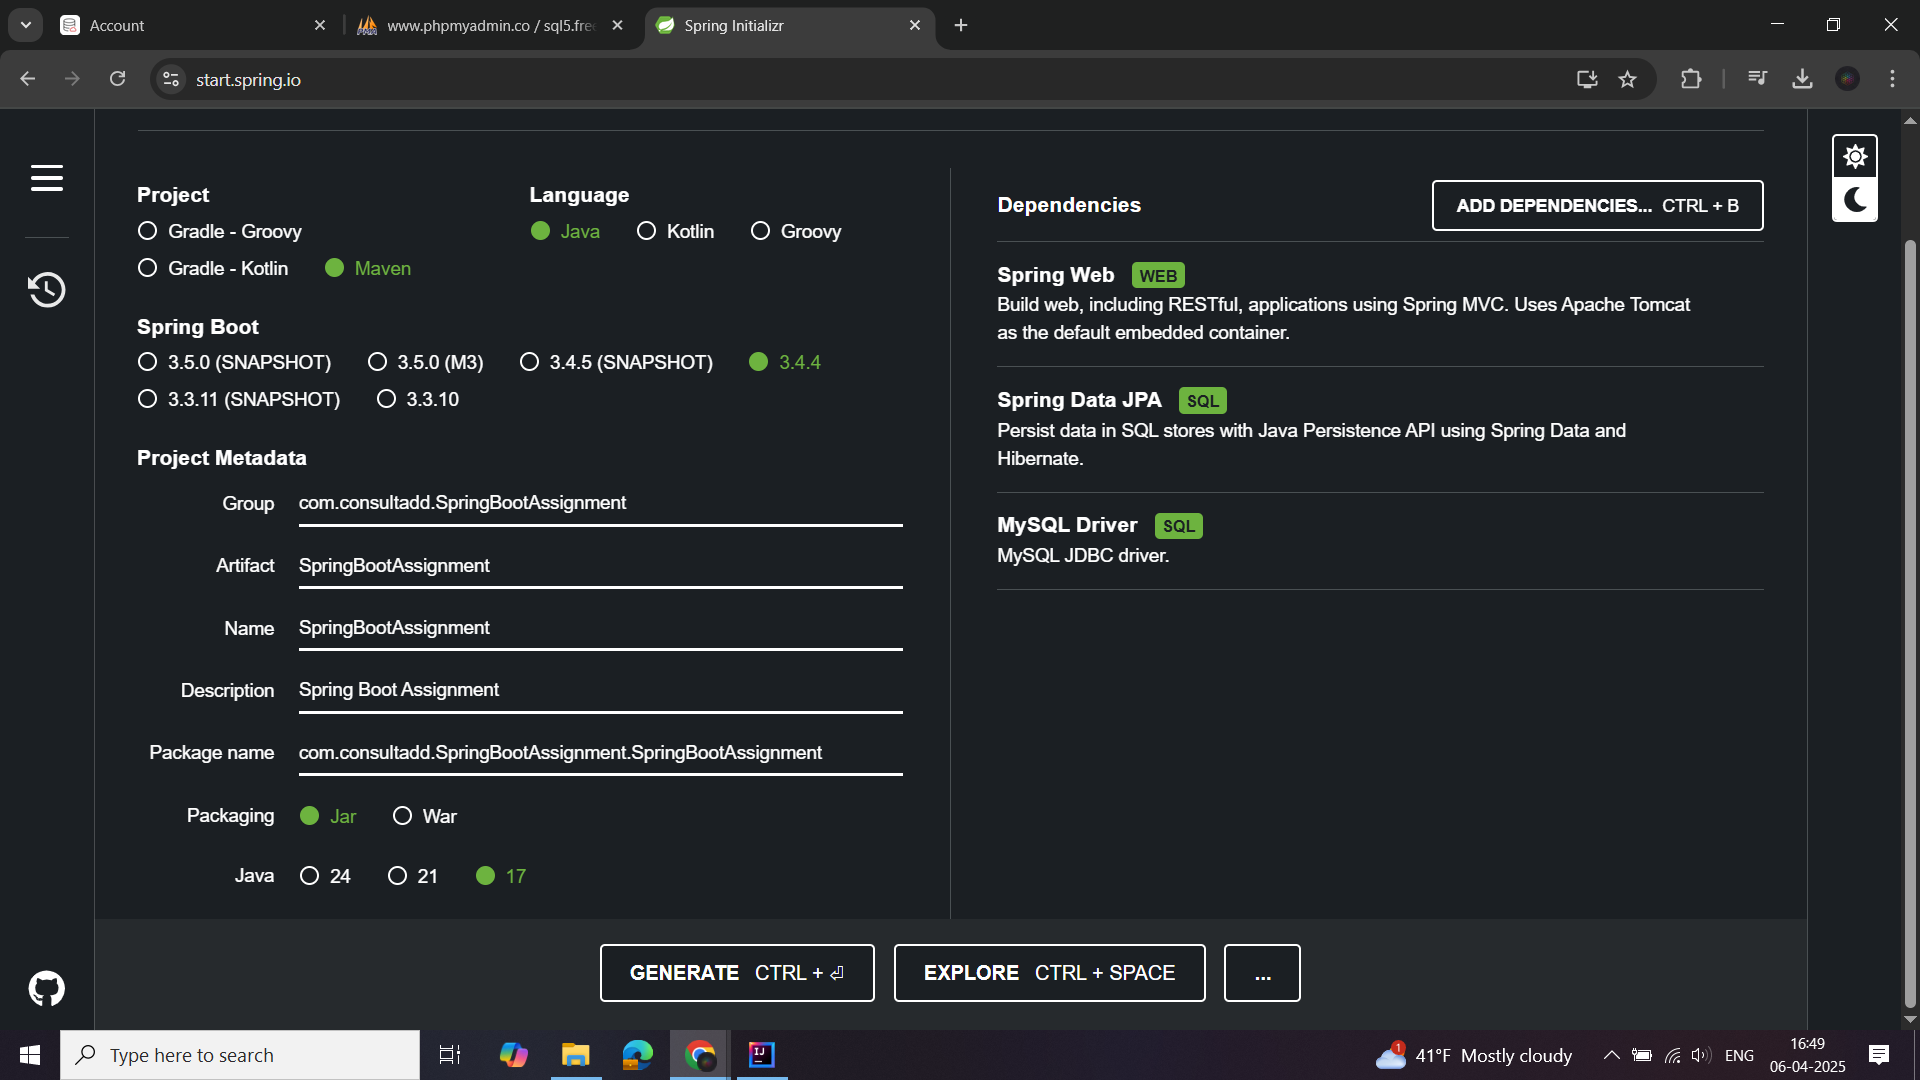 Account
www.phpmyadmin.co / sql5.free
Spring Initializr
start.spring.io
Project
Gradle - Groovy
Gradle - Kotlin
Maven
Language
Java
Kotlin
Groovy
Spring Boot
3.5.0 (SNAPSHOT)
3.5.0 (M3)
3.4.5 (SNAPSHOT)
3.4.4
3.3.11 (SNAPSHOT)
3.3.10
Project Metadata
Group com.consultadd.SpringBootAssignment
Artifact SpringBootAssignment
Name SpringBootAssignment
Description Spring Boot Assignment
Package name com.consultadd.SpringBootAssignment.SpringBootAssignment
Packaging Jar War
Java 24 21 17
Dependencies
ADD DEPENDENCIES... CTRL + B
Spring Web WEB
Build web, including RESTful, applications using Spring MVC. Uses Apache Tomcat
as the default embedded container.
Spring Data JPA SQL
Persist data in SQL stores with Java Persistence API using Spring Data and
Hibernate.
MySQL Driver SQL
MySQL JDBC driver.
GENERATE CTRL + ⏎
EXPLORE CTRL + SPACE
...
Type here to search
1
41°F Mostly cloudy
ENG
16:49
06-04-2025